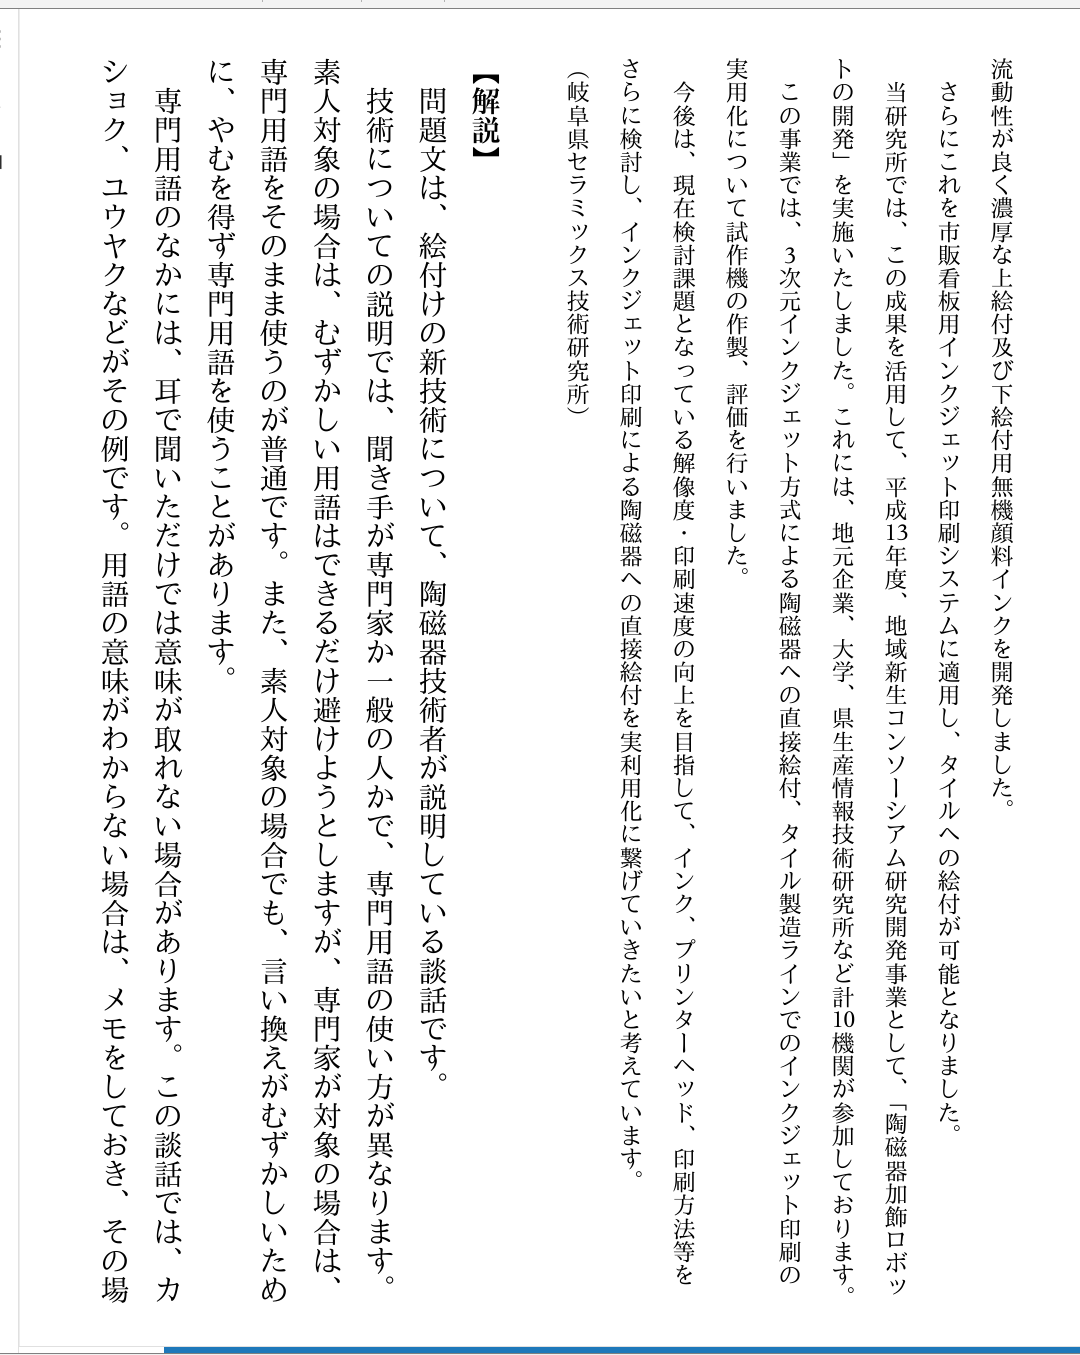 流動性が良く濃厚な上絵付及び下絵付用無機顔料インクを開発しました。
さらにこれを市販看板用インクジェット印刷システムに適用し、タイルへの絵付が可能となりました。
当研究所では、この成果を活用して、平成13年度、地域新生コンソーシアム研究開発事業として、「陶磁器加飾ロボッ
トの開発」を実施いたしました。これには、地元企業、大学、県生産情報技術研究所など計10機関が参加しております。
この事業では、3次元インクジェット方式による陶磁器への直接絵付、タイル製造ラインでのインクジェット印刷の
実用化について試作機の作製、評価を行いました。
今後は、現在検討課題となっている解像度・印刷速度の向上を目指して、インク、プリンターヘッド、印刷方法等を
さらに検討し、インクジェット印刷による陶磁器への直接絵付を実利用化に繋げていきたいと考えています。
（岐阜県セラミックス技術研究所）
【解説】
問題文は、絵付けの新技術について、陶磁器技術者が説明している談話です。
技術についての説明では、聞き手が専門家か一般の人かで、専門用語の使い方が異なります。
素人対象の場合は、むずかしい用語はできるだけ避けようとしますが、専門家が対象の場合は、
専門用語をそのまま使うのが普通です。また、素人対象の場合でも、言い換えがむずかしいため
に、やむを得ず専門用語を使うことがあります。
専門用語のなかには、耳で聞いただけでは意味が取れない場合があります。この談話では、カ
ショク、ユウヤクなどがその例です。用語の意味がわからない場合は、メモをしておき、その場